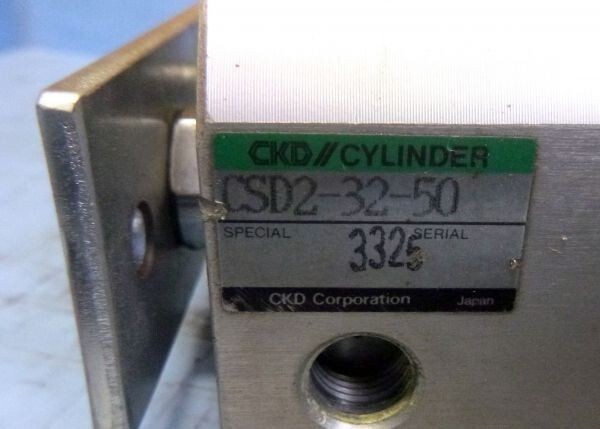 CKD//CYLINDER
CSD2-32-50
SPECIAL 3325 SERIAL
CKD Corporation Japan